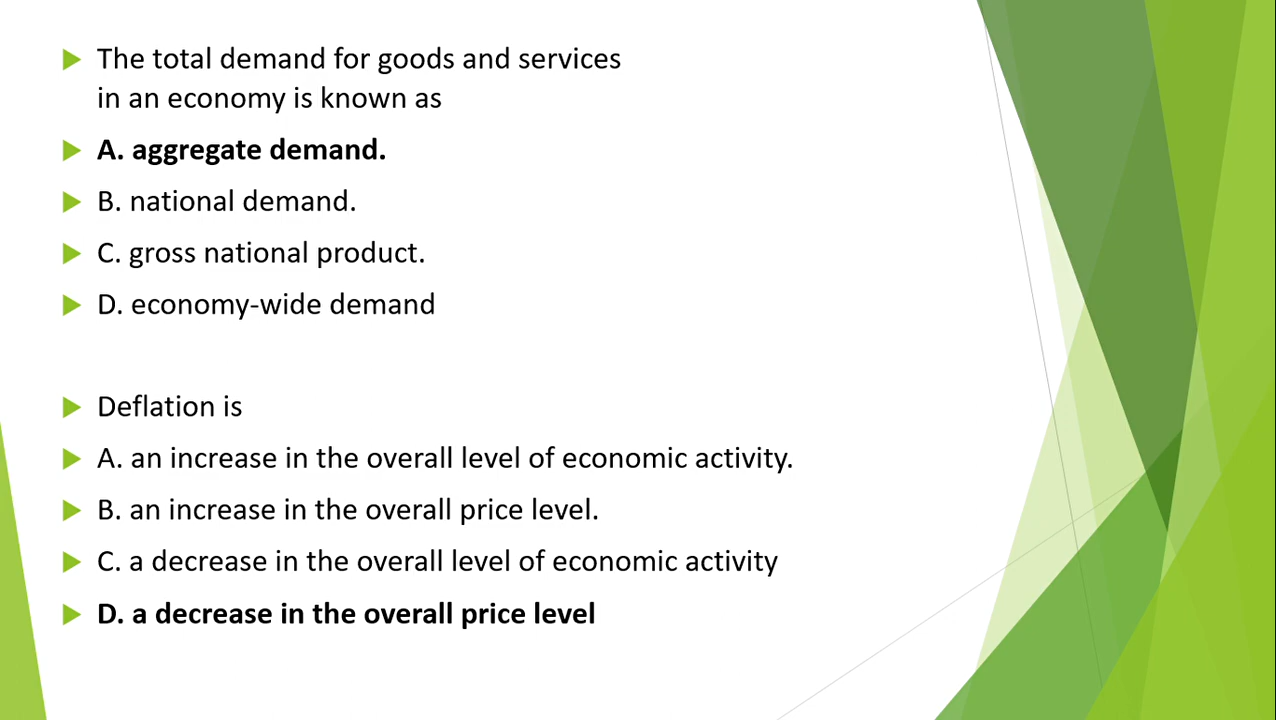 The total demand for goods and services
in an economy is known as
A. aggregate demand.
B. national demand.
C. gross national product.
D. economy-wide demand
Deflation is
A. an increase in the overall level of economic activity.
B. an increase in the overall price level.
C. a decrease in the overall level of economic activity
D. a decrease in the overall price level